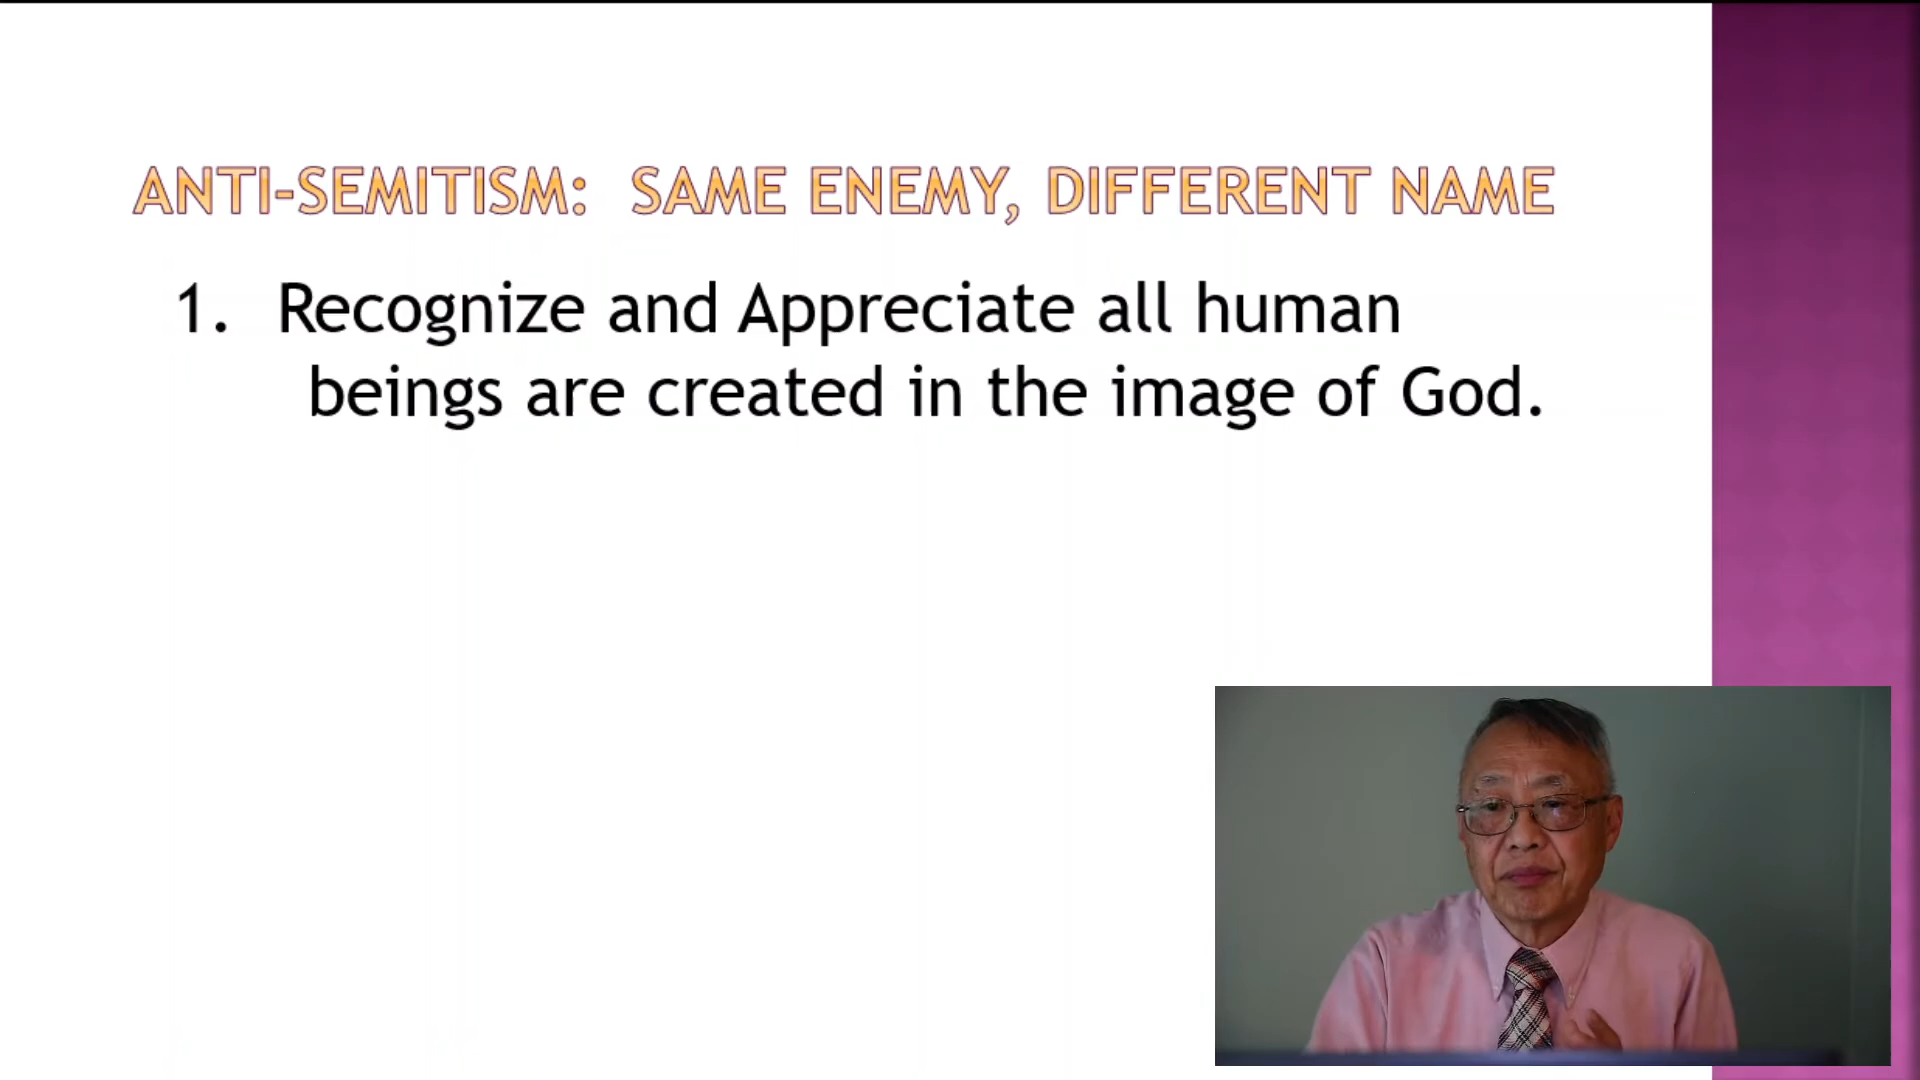 ANTI-SEMITISM: SAME ENEMY, DIFFERENT NAME
1. Recognize and Appreciate all human
beings are created in the image of God.